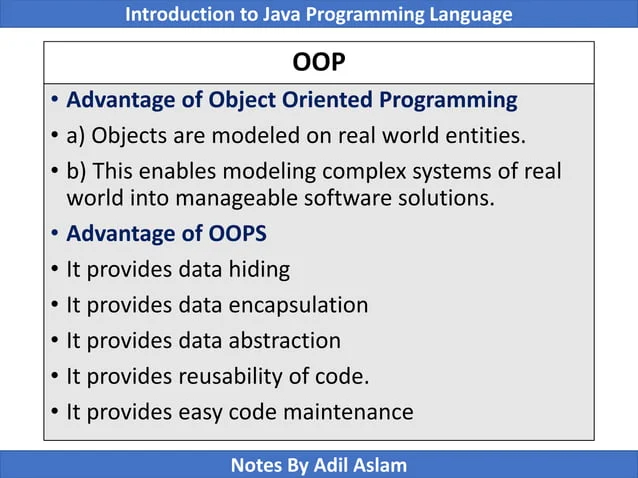 Introduction to Java Programming Language
OOP
• Advantage of Object Oriented Programming
• a) Objects are modeled on real world entities.
• b) This enables modeling complex systems of real
world into manageable software solutions.
• Advantage of OOPS
• It provides data hiding
• It provides data encapsulation
• It provides data abstraction
• It provides reusability of code.
• It provides easy code maintenance
Notes By Adil Aslam